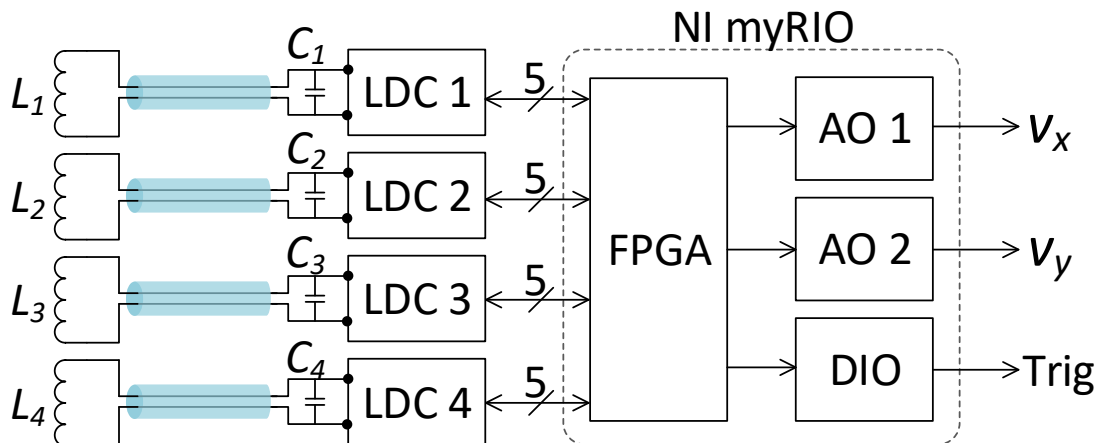 NI myRIO
L1 C1 LDC 1 5
L2 C2 LDC 2 5
L3 C3 LDC 3 5
L4 C4 LDC 4 5
FPGA
AO 1 vx
AO 2 vy
DIO Trig